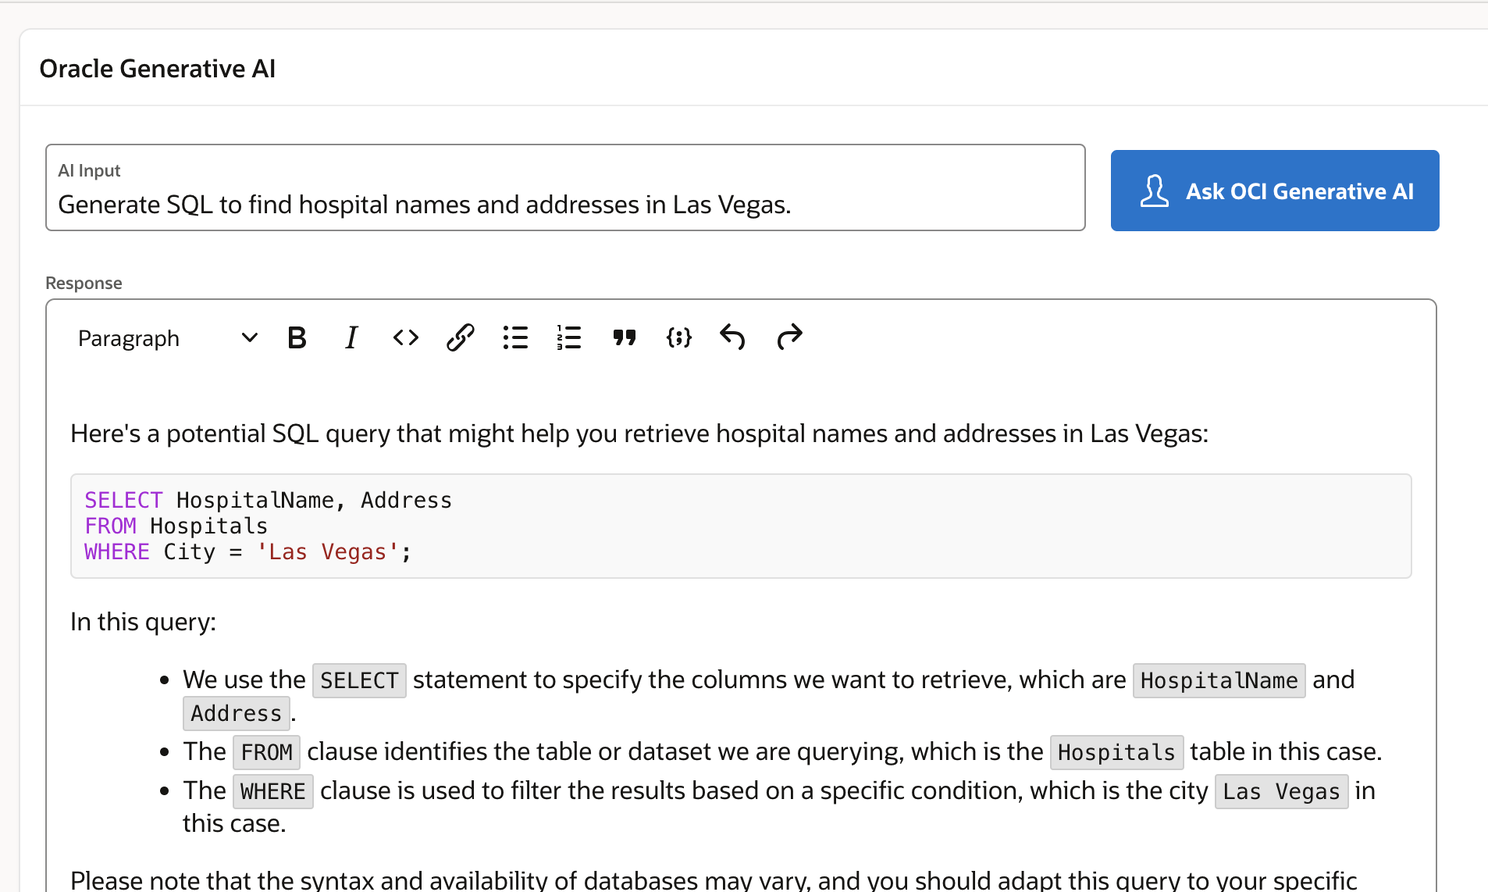 Oracle Generative AI
AI Input
Generate SQL to find hospital names and addresses in Las Vegas.
Ask OCI Generative AI
Response
Paragraph
Here's a potential SQL query that might help you retrieve hospital names and addresses in Las Vegas:
SELECT HospitalName, Address
FROM Hospitals
WHERE City = 'Las Vegas';
In this query:
• We use the SELECT statement to specify the columns we want to retrieve, which are HospitalName and
Address.
• The FROM clause identifies the table or dataset we are querying, which is the Hospitals table in this case.
• The WHERE clause is used to filter the results based on a specific condition, which is the city Las Vegas in
this case.
Please note that the syntax and availability of databases may vary, and you should adapt this query to your specific